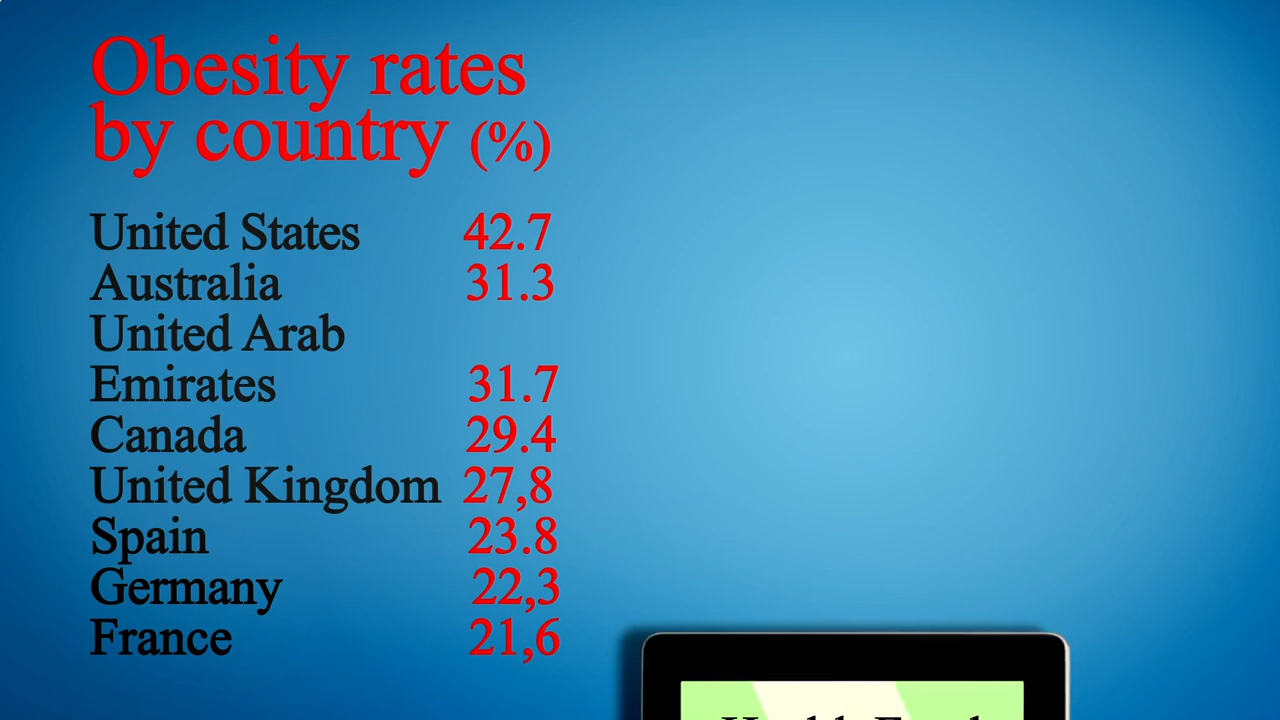 Obesity rates
by country (%)
United States 42.7
Australia 31.3
United Arab
Emirates 31.7
Canada 29.4
United Kingdom 27,8
Spain 23.8
Germany 22,3
France 21,6